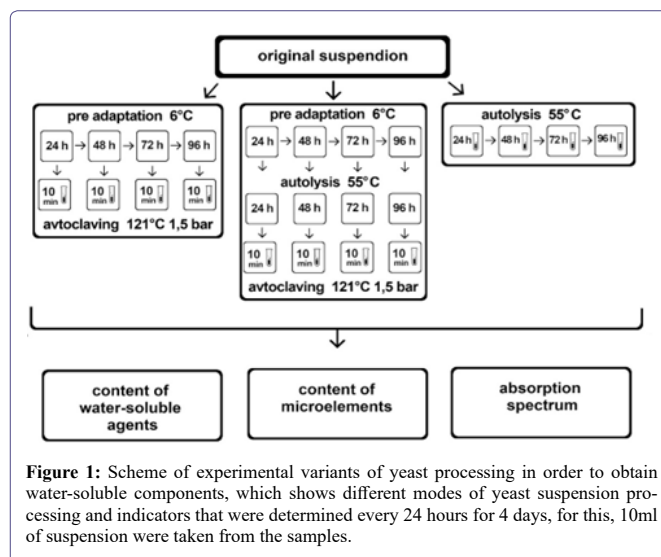 original suspendion
pre adaptation 6°C
24 h → 48 h → 72 h → 96 h
10 min 10 min 10 min 10 min
avtoclaving 121°C 1,5 bar
pre adaptation 6°C
24 h → 48 h → 72 h → 96 h
autolysis 55°C
24 h 48 h 72 h 96 h
10 min 10 min 10 min 10 min
avtoclaving 121°C 1,5 bar
autolysis 55°C
24 h → 48 h → 72 h → 96 h
content of
water-soluble
agents
content of
microelements
absorption
spectrum
Figure 1: Scheme of experimental variants of yeast processing in order to obtain
water-soluble components, which shows different modes of yeast suspension pro-
cessing and indicators that were determined every 24 hours for 4 days, for this, 10ml
of suspension were taken from the samples.